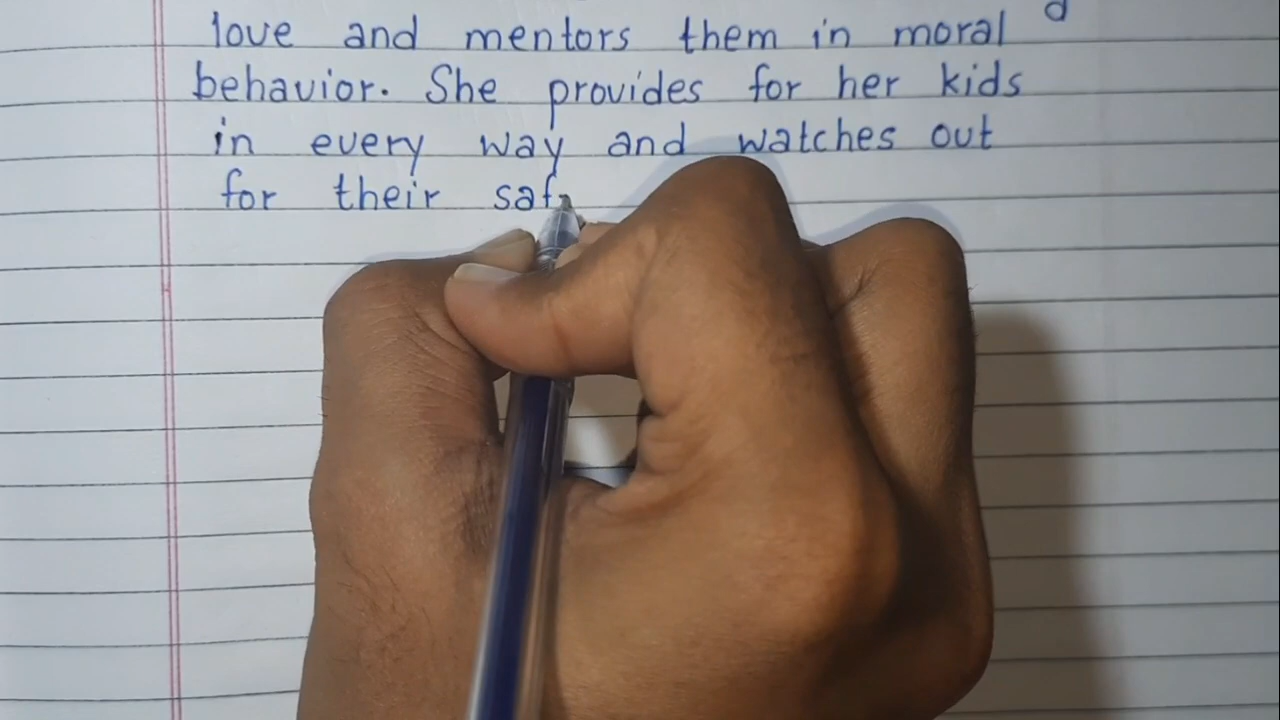 love and mentors them in moral
behavior. She provides for her kids
in every way and watches out
for their saf